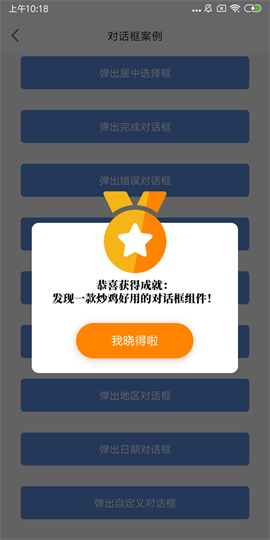 上午10:18
对话框案例
弹出居中选择框
弹出完成对话框
弹出错误对话框
恭喜获得成就：
发现一款炒鸡好用的对话框组件！
我晓得啦
弹出地区对话框
弹出日期对话框
弹出自定义对话框